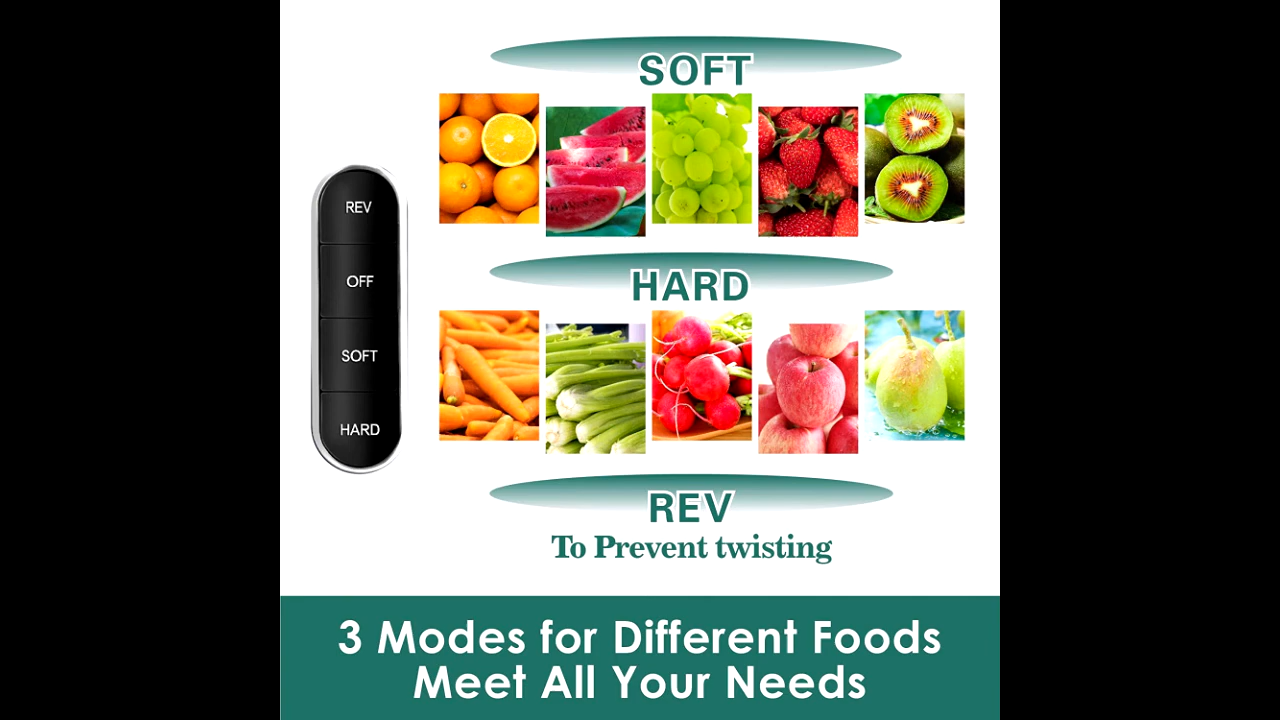 REV
OFF
SOFT
HARD
SOFT
HARD
REV
To Prevent twisting
3 Modes for Different Foods
Meet All Your Needs